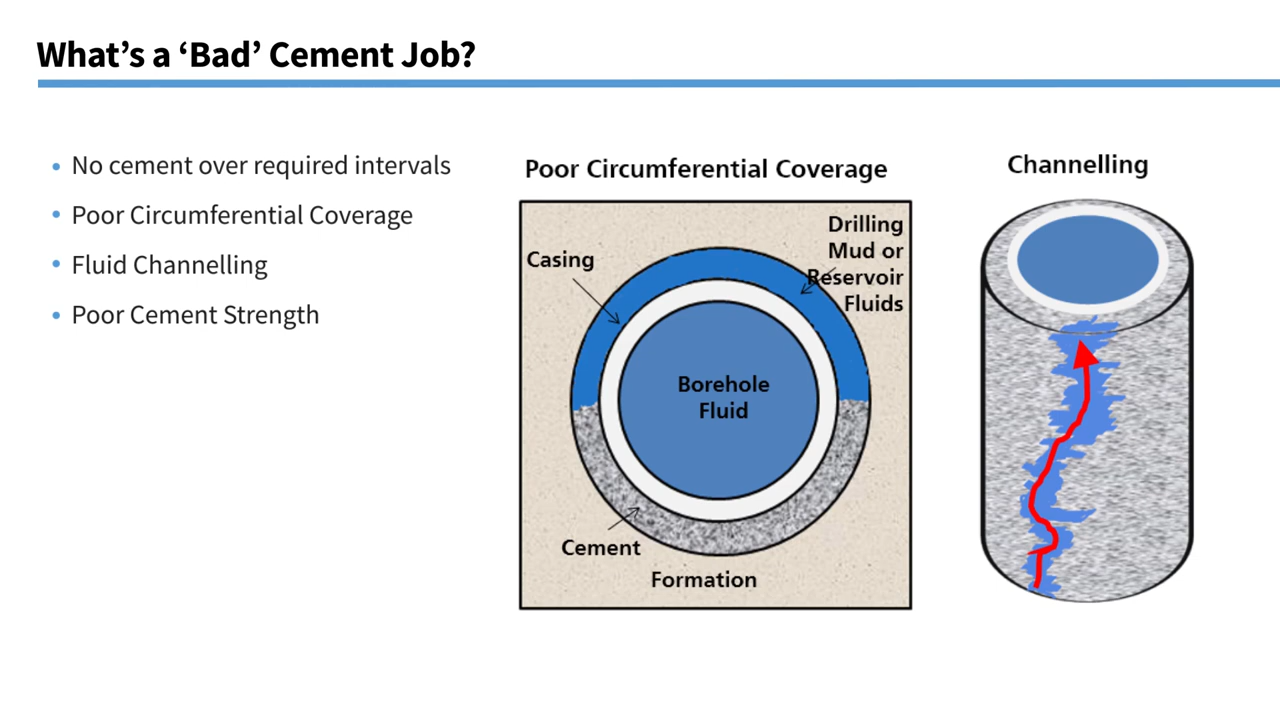 What’s a ‘Bad’ Cement Job?
• No cement over required intervals
• Poor Circumferential Coverage
• Fluid Channelling
• Poor Cement Strength
Poor Circumferential Coverage
Casing
Drilling
Mud or
Reservoir
Fluids
Borehole
Fluid
Cement
Formation
Channelling